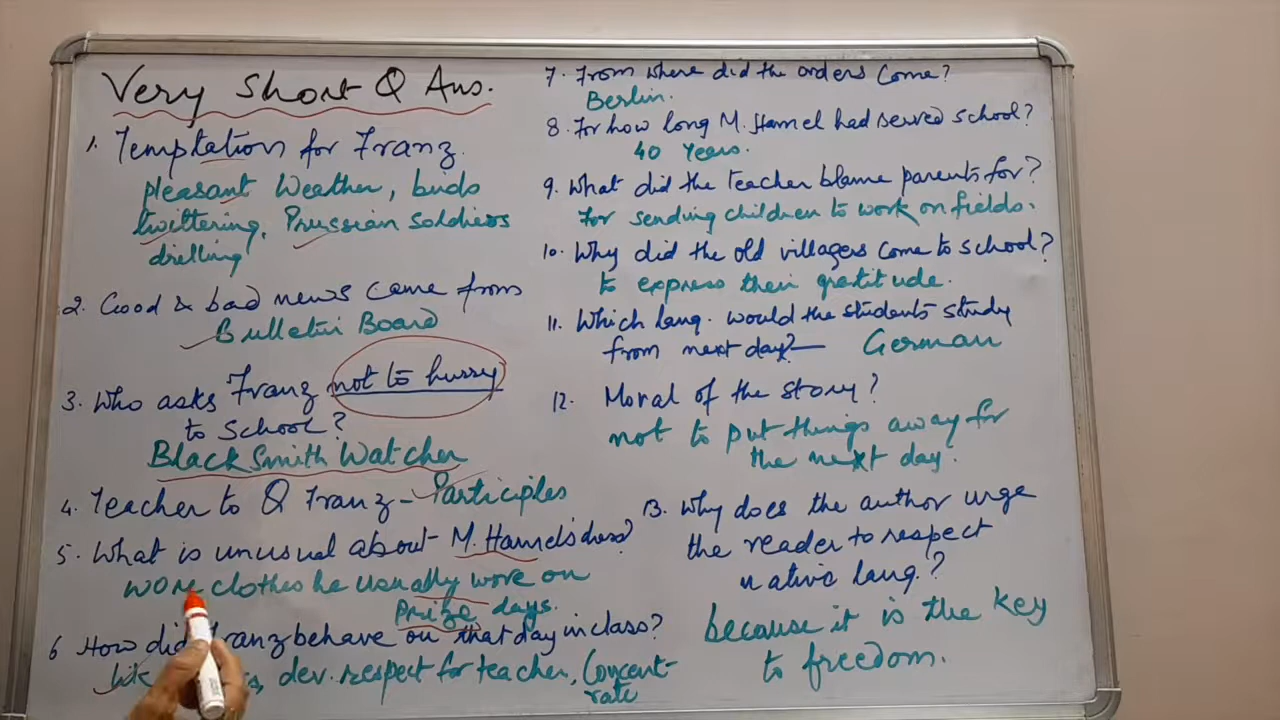 Very Short Q Ans.
1. Temptation for Franz.
pleasant Weather, birds
twittering, Prussian soldiers
drilling
2. Good & bad news came from
Bulletin Board
3. Who asks Franz not to hurry
to School?
BlackSmith Watcher
4. Teacher to Q Franz - Participles
5. What is unusual about M. Hamel's dress?
wore clothes he usually wore on
Prize days.
6 How did Franz behave on that day in class?
dev. respect for teacher, Concent-
rate
7. From where did the orders come?
Berlin.
8. For how long M. Hamel had served school?
40 Years.
9. What did the teacher blame parents for?
For sending children to work on fields.
10. Why did the old villagers come to school?
to express their gratitude.
11. Which lang. would the students study
from next day? German
12. Moral of the story?
not to put things away for
the next day.
13. Why does the author urge
the reader to respect
native lang.?
because it is the key
to freedom.